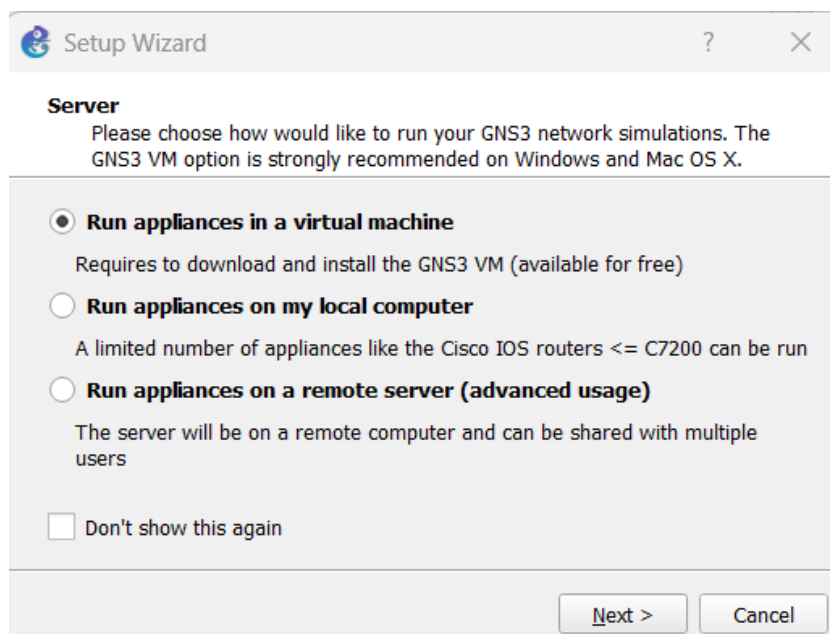 Setup Wizard
?
Server
Please choose how would like to run your GNS3 network simulations. The
GNS3 VM option is strongly recommended on Windows and Mac OS X.
Run appliances in a virtual machine
Requires to download and install the GNS3 VM (available for free)
Run appliances on my local computer
A limited number of appliances like the Cisco IOS routers <= C7200 can be run
Run appliances on a remote server (advanced usage)
The server will be on a remote computer and can be shared with multiple
users
Don't show this again
Next > Cancel